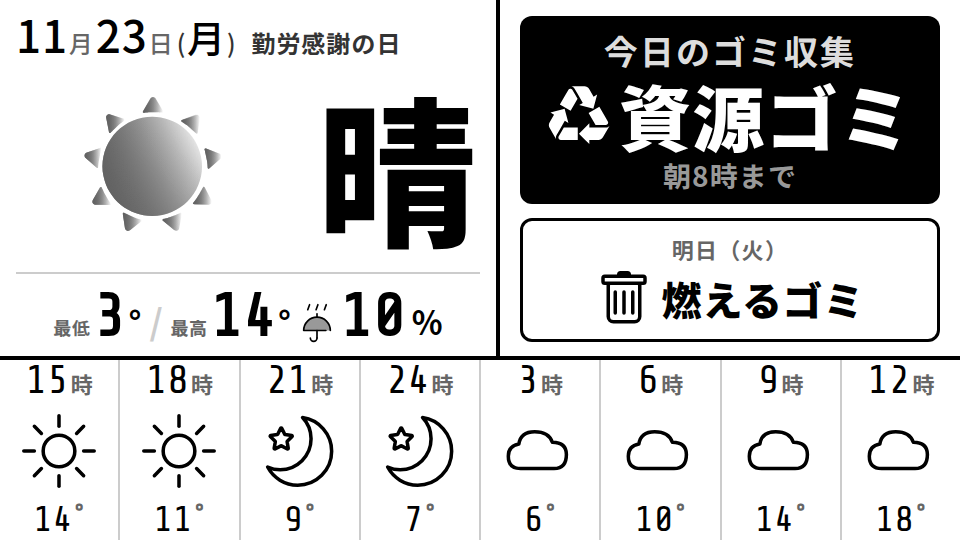 11月23日(月) 勤労感謝の日
晴
最低 3° / 最高 14° 10 %
今日のゴミ収集
♻資源ゴミ
朝8時まで
明日（火）
燃えるゴミ
15時 18時 21時 24時 3時 6時 9時 12時
14° 11° 9° 7° 6° 10° 14° 18°